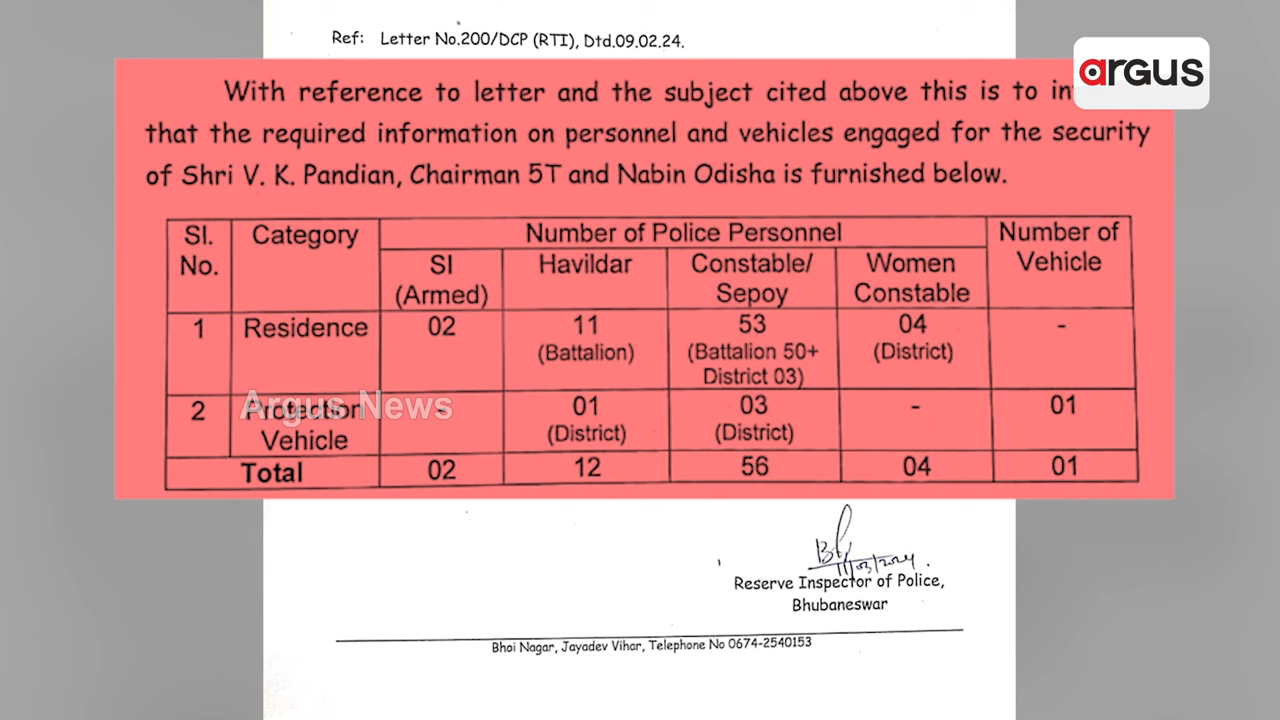 Ref: Letter No.200/DCP (RTI), Dtd.09.02.24.
argus
With reference to letter and the subject cited above this is to
that the required information on personnel and vehicles engaged for the security
of Shri V. K. Pandian, Chairman 5T and Nabin Odisha is furnished below.
Sl. No. Category Number of Police Personnel Number of Vehicle
SI (Armed) Havildar Constable/ Sepoy Women Constable
1 Residence 02 11 (Battalion) 53 (Battalion 50+ District 03) 04 (District) -
2 Protection Vehicle - 01 (District) 03 (District) - 01
Argus News
Total 02 12 56 04 01
11/03/2024
Reserve Inspector of Police,
Bhubaneswar
Bhoi Nagar, Jayadev Vihar, Telephone No 0674-2540153